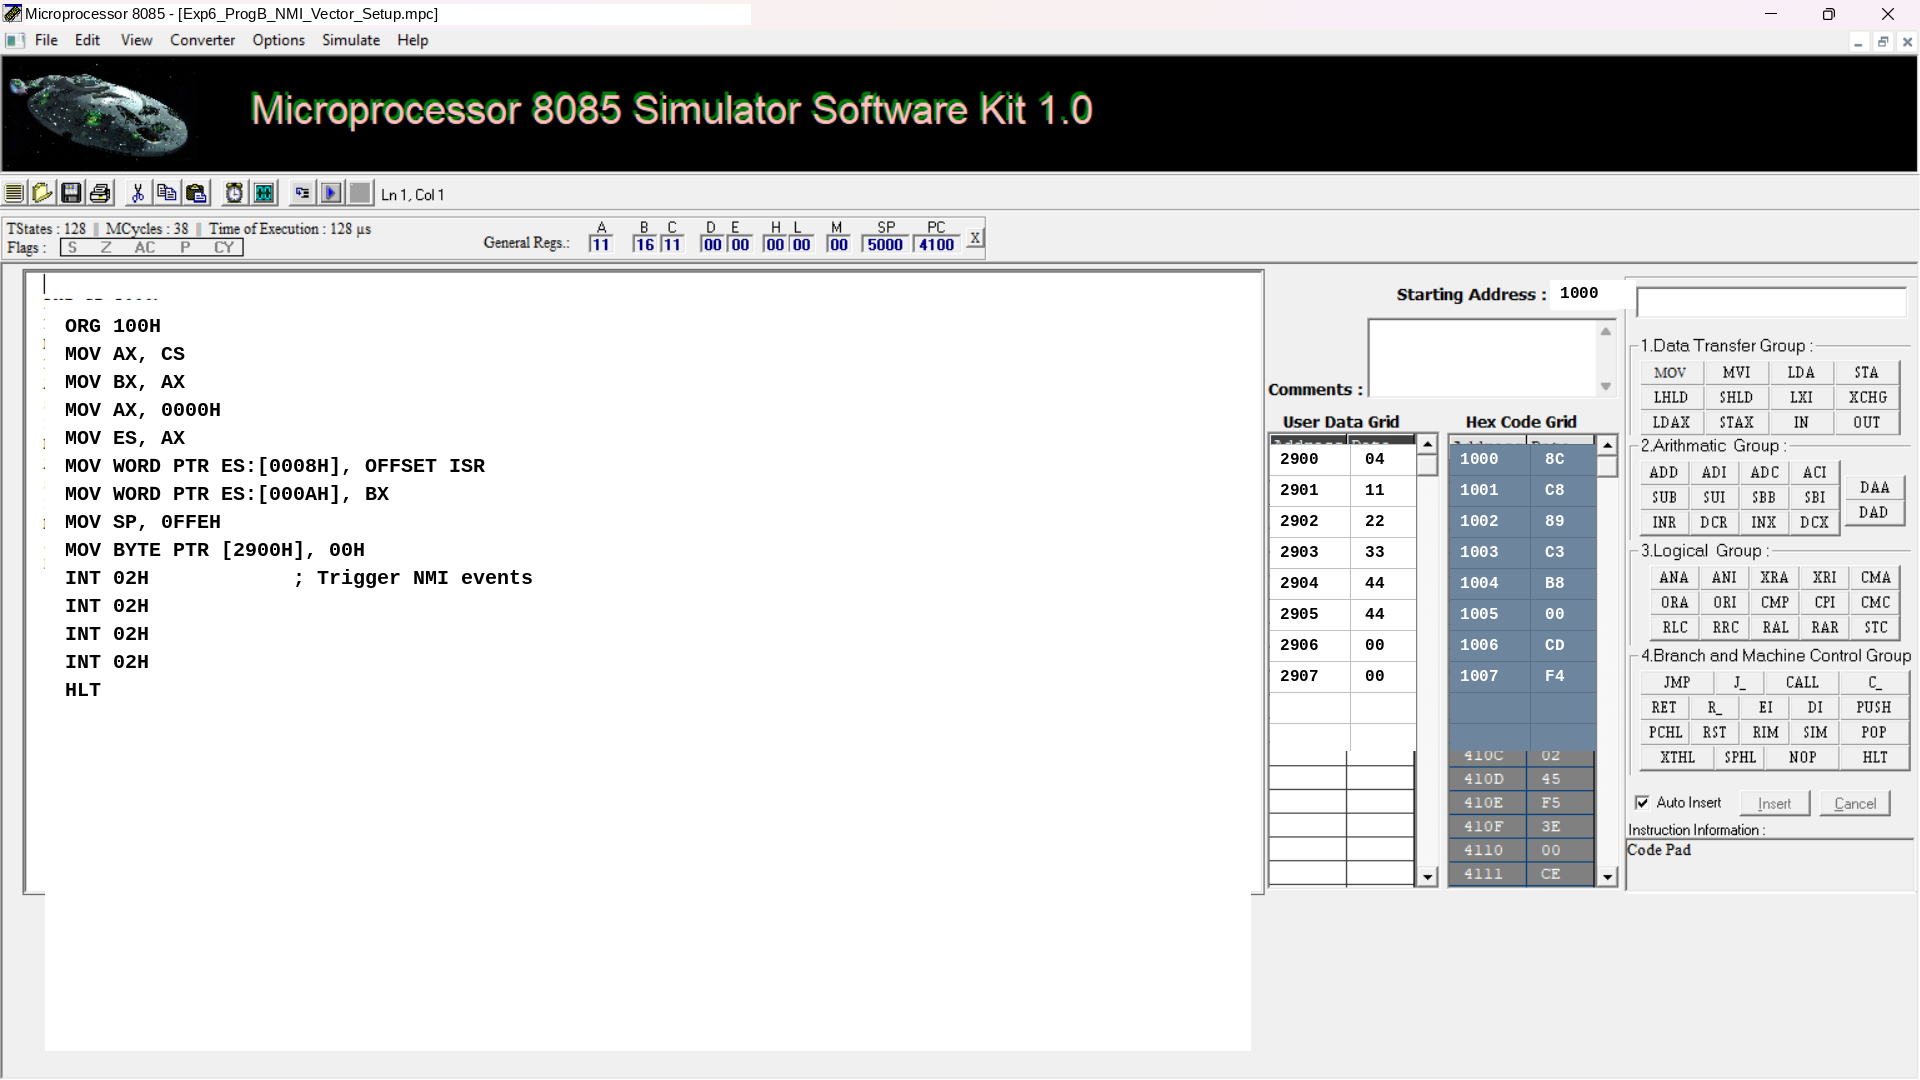 Microprocessor 8085 - [Exp6_ProgB_NMI_Vector_Setup.mpc]
File Edit View Converter Options Simulate Help
Microprocessor 8085 Simulator Software Kit 1.0
Ln 1, Col 1
TStates : 128 MCycles : 38 Time of Execution : 128 µs
Flags : S Z AC P CY
General Regs.:
A B C D E H L M SP PC
11 16 11 00 00 00 00 00 5000 4100 X
ORG 100H
MOV AX, CS
MOV BX, AX
MOV AX, 0000H
MOV ES, AX
MOV WORD PTR ES:[0008H], OFFSET ISR
MOV WORD PTR ES:[000AH], BX
MOV SP, 0FFEH
MOV BYTE PTR [2900H], 00H
INT 02H ; Trigger NMI events
INT 02H
INT 02H
INT 02H
HLT
Starting Address : 1000
Comments :
User Data Grid
2900 04
2901 11
2902 22
2903 33
2904 44
2905 44
2906 00
2907 00
Hex Code Grid
1000 8C
1001 C8
1002 89
1003 C3
1004 B8
1005 00
1006 CD
1007 F4
410C 02
410D 45
410E F5
410F 3E
4110 00
4111 CE
1.Data Transfer Group :
MOV MVI LDA STA
LHLD SHLD LXI XCHG
LDAX STAX IN OUT
2.Arithmatic Group :
ADD ADI ADC ACI
SUB SUI SBB SBI
INR DCR INX DCX
DAA
DAD
3.Logical Group :
ANA ANI XRA XRI CMA
ORA ORI CMP CPI CMC
RLC RRC RAL RAR STC
4.Branch and Machine Control Group
JMP J_ CALL C_
RET R_ EI DI PUSH
PCHL RST RIM SIM POP
XTHL SPHL NOP HLT
Auto Insert Insert Cancel
Instruction Information :
Code Pad